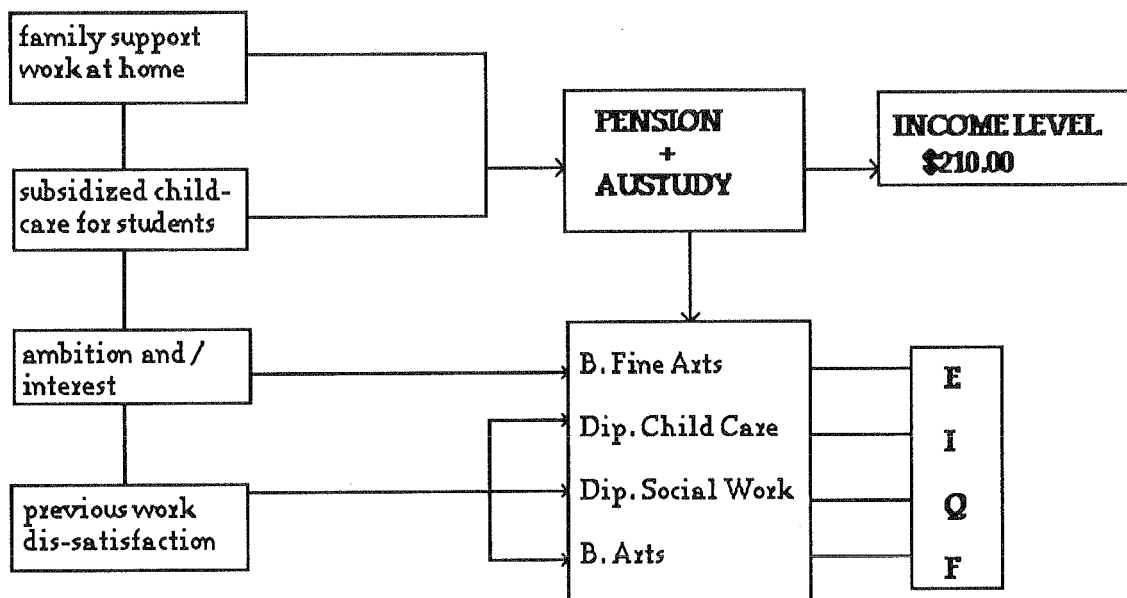 family support
work at home
subsidized child-
care for students
ambition and /
interest
previous work
dis-satisfaction
PENSION
+
AUSTUDY
INCOME LEVEL
$210.00
B. Fine Arts
Dip. Child Care
Dip. Social Work
B. Arts
E
I
Q
F